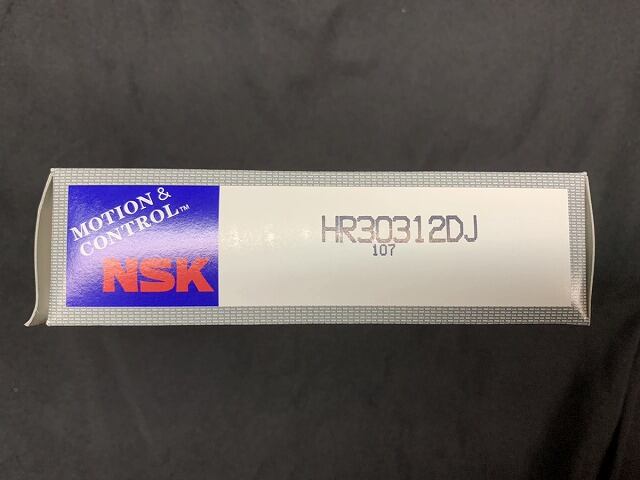 MOTION &
CONTROL™
NSK
HR30312DJ
107